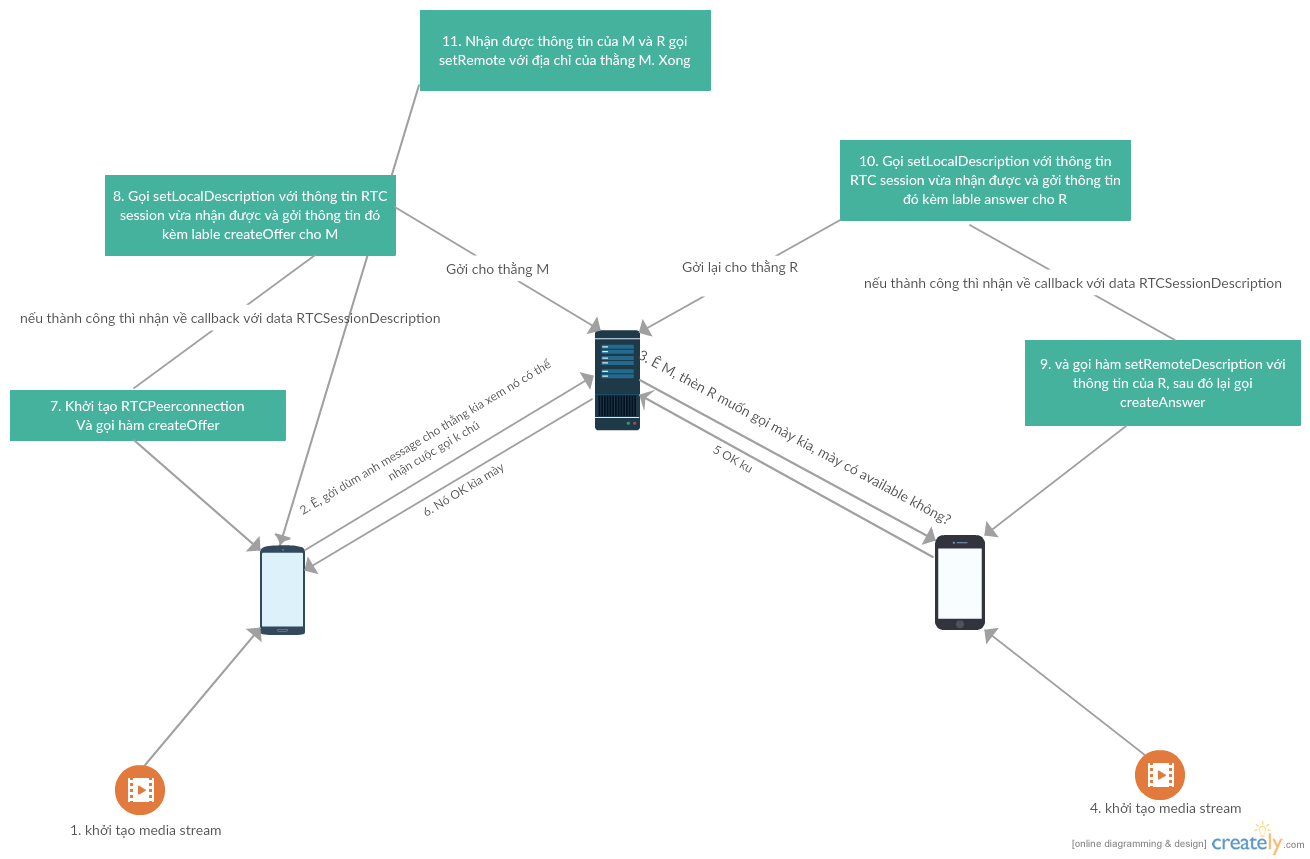 11. Nhận được thông tin của M và R gọi
setRemote với địa chỉ của thằng M. Xong
10. Gọi setLocalDescription với thông tin
RTC session vừa nhận được và gởi thông tin
đó kèm lable answer cho R
8. Gọi setLocalDescription với thông tin RTC
session vừa nhận được và gởi thông tin đó
kèm lable createOffer cho M
Gởi cho thằng M
Gởi lại cho thằng R
nếu thành công thì nhận về callback với data RTCSessionDescription
nếu thành công thì nhận về callback với data RTCSessionDescription
9. và gọi hàm setRemoteDescription với
thông tin của R, sau đó lại gọi
createAnswer
7. Khởi tạo RTCPeerconnection
Và gọi hàm createOffer
2. Ê, gởi dùm anh message cho thằng kia xem nó có thể
nhận cuộc gọi k chú
6. Nó OK kìa mày
3. Ê M, thèn R muốn gọi mày kìa, mày có available không?
5 OK ku
1. khởi tạo media stream
4. khởi tạo media stream
[online diagramming & design] creately.com